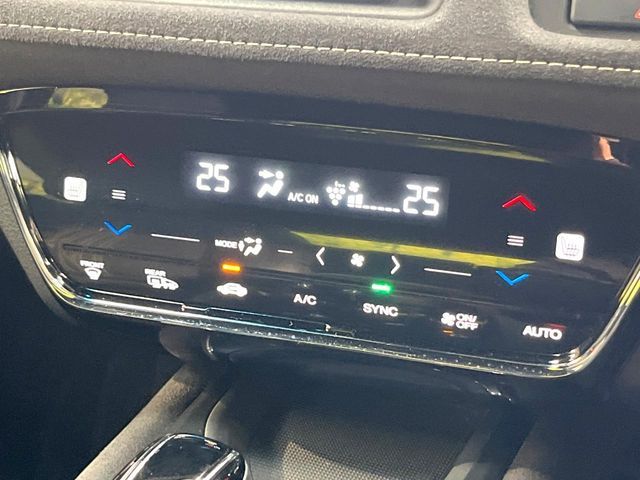 25 A/C ON 25
MODE
FRONT
REAR
A/C
SYNC
ON/
OFF
AUTO